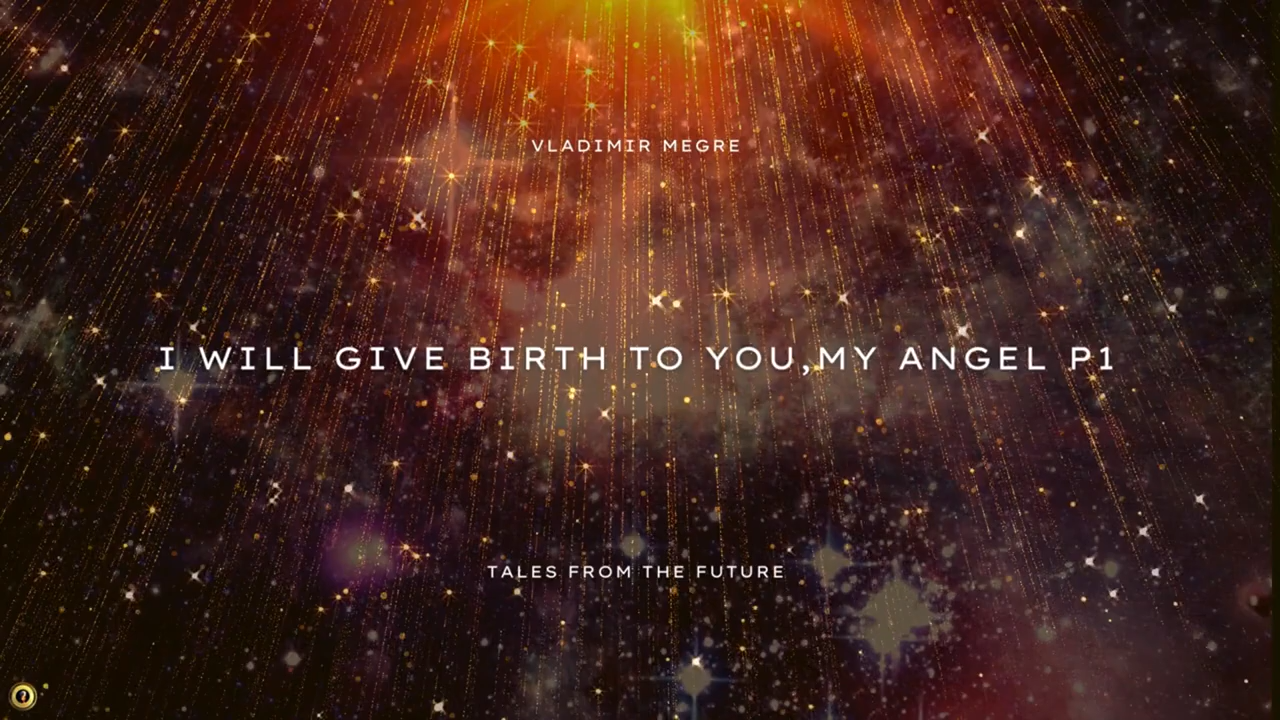 VLADIMIR MEGRE
I WILL GIVE BIRTH TO YOU,MY ANGEL P1
TALES FROM THE FUTURE